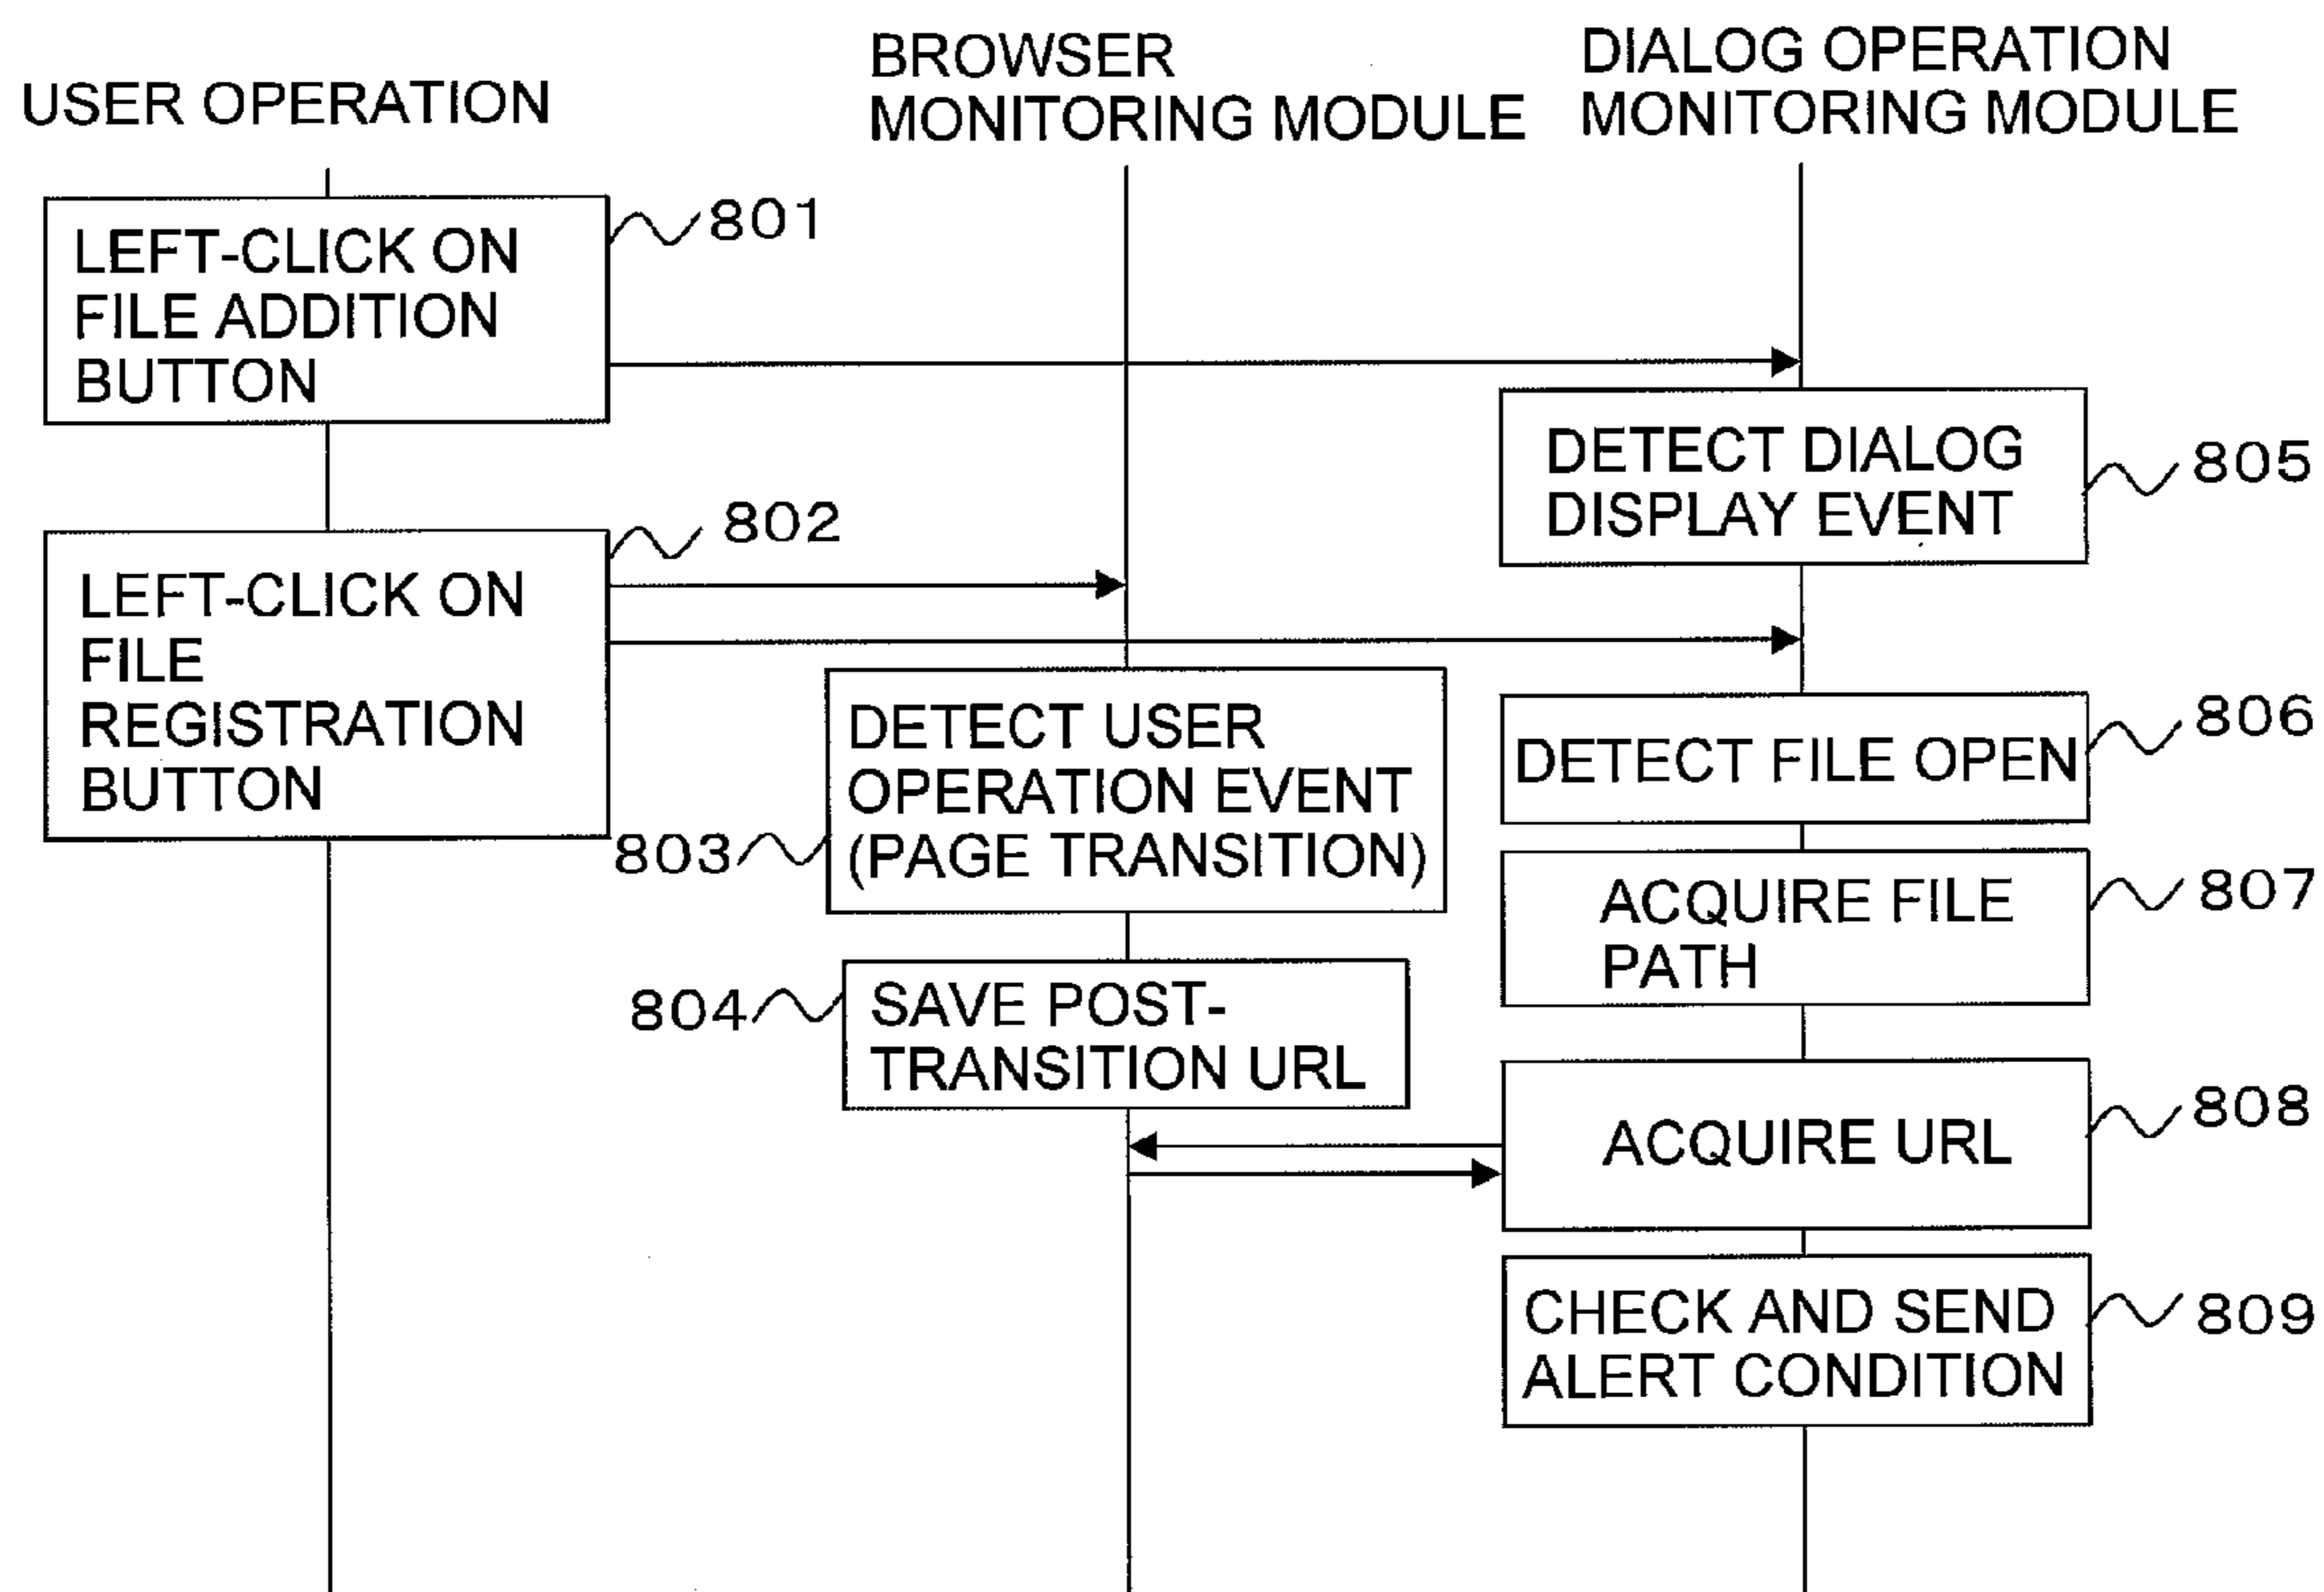 USER OPERATION
BROWSER
MONITORING MODULE
DIALOG OPERATION
MONITORING MODULE
LEFT-CLICK ON
FILE ADDITION
BUTTON
801
DETECT DIALOG
DISPLAY EVENT
805
LEFT-CLICK ON
FILE
REGISTRATION
BUTTON
802
DETECT USER
OPERATION EVENT
(PAGE TRANSITION)
803
DETECT FILE OPEN
806
ACQUIRE FILE
PATH
807
SAVE POST-
TRANSITION URL
804
ACQUIRE URL
808
CHECK AND SEND
ALERT CONDITION
809